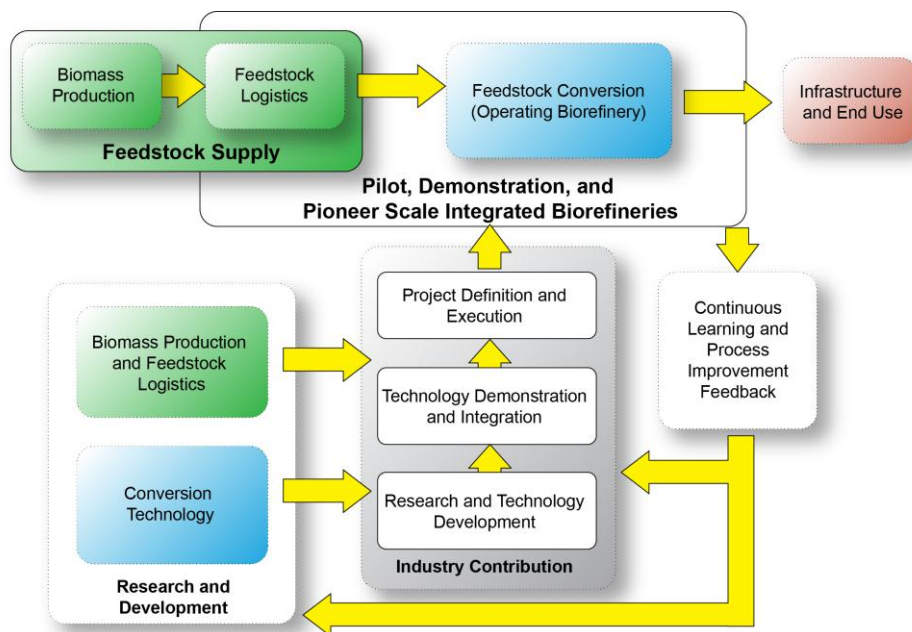 Biomass
Production
Feedstock
Logistics
Feedstock Supply
Feedstock Conversion
(Operating Biorefinery)
Infrastructure
and End Use
Pilot, Demonstration, and
Pioneer Scale Integrated Biorefineries
Biomass Production
and Feedstock
Logistics
Conversion
Technology
Research and
Development
Project Definition and
Execution
Technology Demonstration
and Integration
Research and Technology
Development
Industry Contribution
Continuous
Learning and
Process
Improvement
Feedback